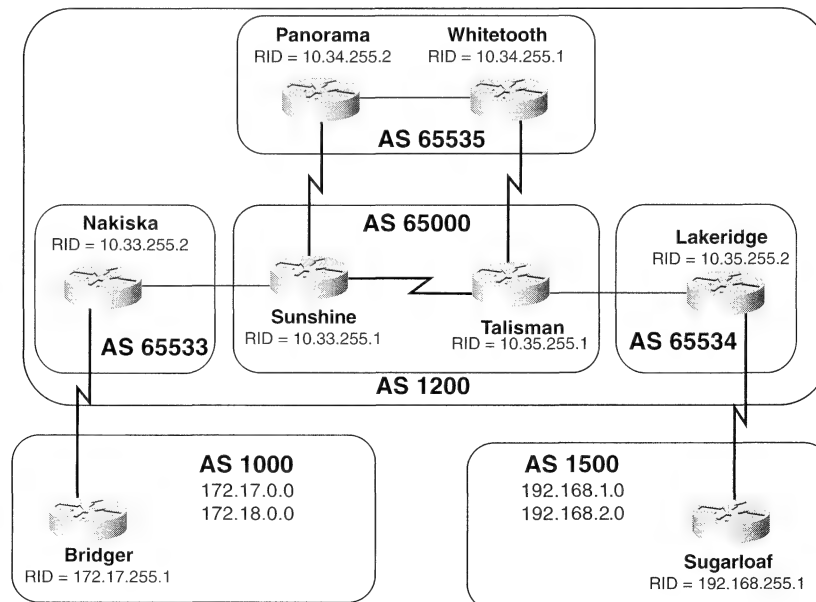 Panorama
RID = 10.34.255.2
Whitetooth
RID = 10.34.255.1
AS 65535
Nakiska
RID = 10.33.255.2
AS 65533
AS 65000
Sunshine
RID = 10.33.255.1
Talisman
RID = 10.35.255.1
Lakeridge
RID = 10.35.255.2
AS 65534
AS 1200
AS 1000
172.17.0.0
172.18.0.0
Bridger
RID = 172.17.255.1
AS 1500
192.168.1.0
192.168.2.0
Sugarloaf
RID = 192.168.255.1